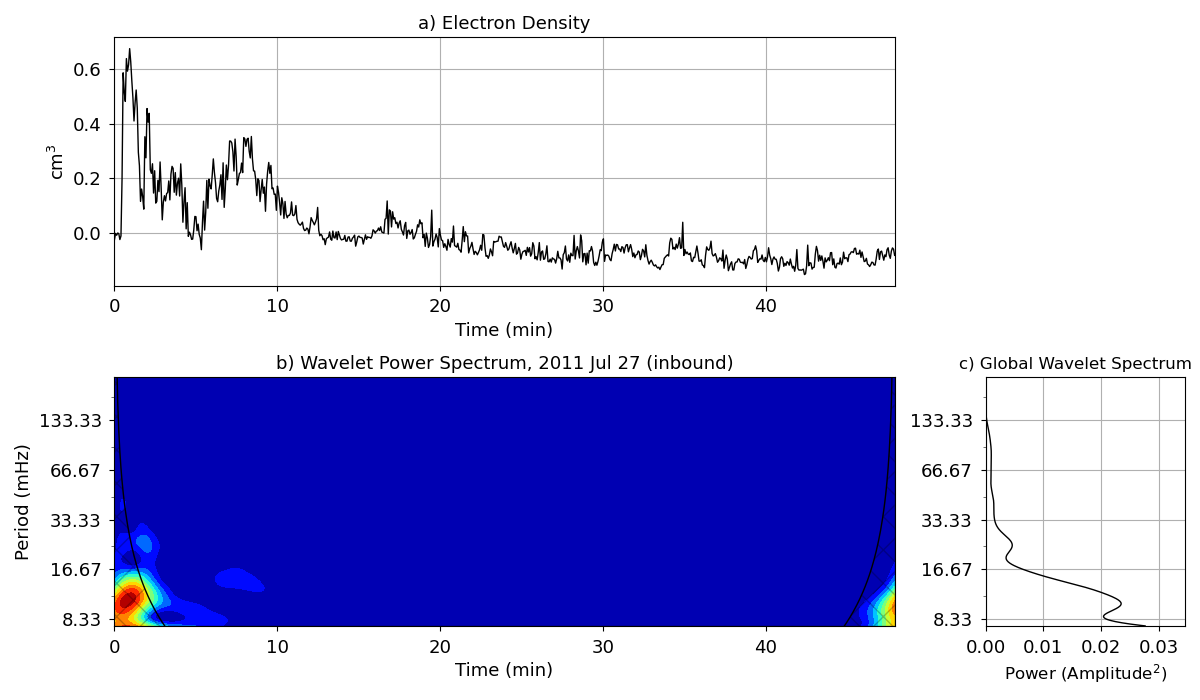 a) Electron Density
cm³
0.6
0.4
0.2
0.0
0 10 20 30 40
Time (min)
b) Wavelet Power Spectrum, 2011 Jul 27 (inbound)
Period (mHz)
133.33
66.67
33.33
16.67
8.33
0 10 20 30 40
Time (min)
c) Global Wavelet Spectrum
133.33
66.67
33.33
16.67
8.33
0.00 0.01 0.02 0.03
Power (Amplitude²)